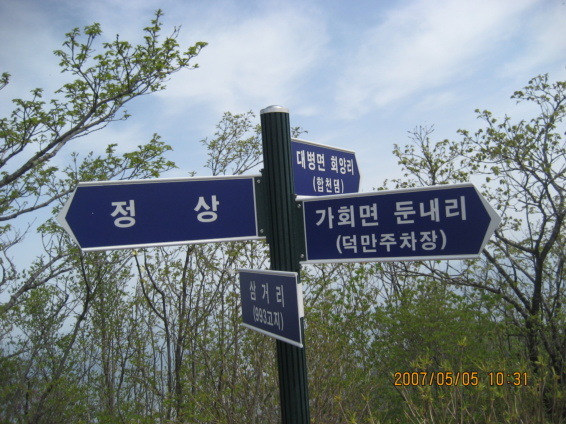 대병면 회양리
(합천댐)
정 상
가회면 둔내리
(덕만주차장)
삼거리
(993고지)
2007/05/05 10:31